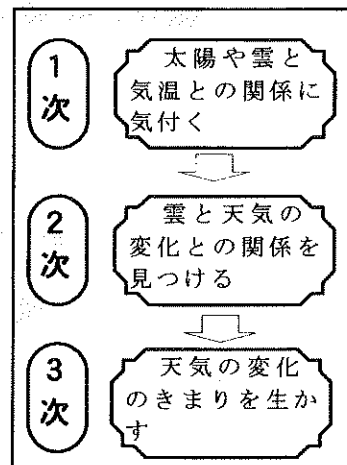 1次
太陽や雲と
気温との関係に
気付く
2次
雲と天気の
変化との関係を
見つける
3次
天気の変化
のきまりを生か
す